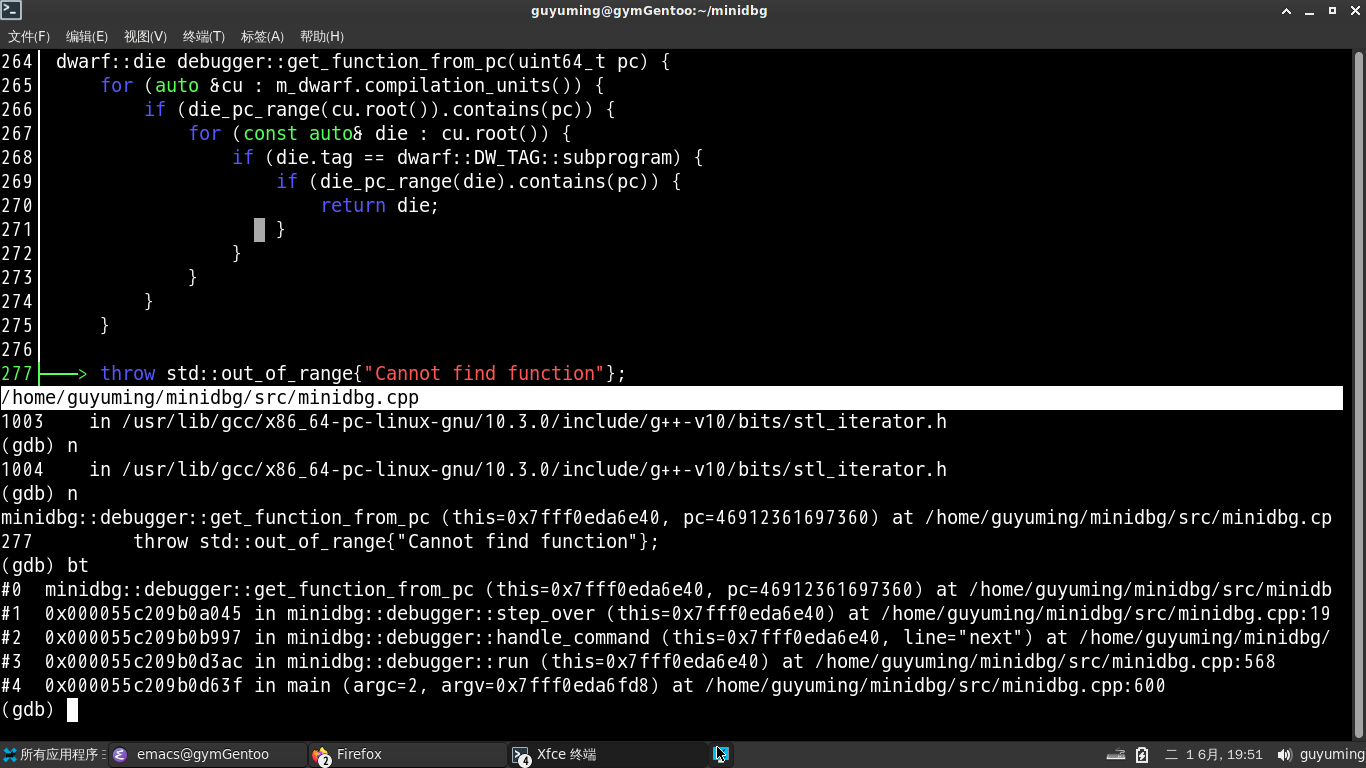 guyuming@gymGentoo:~/minidbg
文件(F) 编辑(E) 视图(V) 终端(T) 标签(A) 帮助(H)
264 dwarf::die debugger::get_function_from_pc(uint64_t pc) {
265 for (auto &cu : m_dwarf.compilation_units()) {
266 if (die_pc_range(cu.root()).contains(pc)) {
267 for (const auto& die : cu.root()) {
268 if (die.tag == dwarf::DW_TAG::subprogram) {
269 if (die_pc_range(die).contains(pc)) {
270 return die;
271 }
272 }
273 }
274 }
275 }
276
277 ───> throw std::out_of_range{"Cannot find function"};
/home/guyuming/minidbg/src/minidbg.cpp
1003 in /usr/lib/gcc/x86_64-pc-linux-gnu/10.3.0/include/g++-v10/bits/stl_iterator.h
(gdb) n
1004 in /usr/lib/gcc/x86_64-pc-linux-gnu/10.3.0/include/g++-v10/bits/stl_iterator.h
(gdb) n
minidbg::debugger::get_function_from_pc (this=0x7fff0eda6e40, pc=46912361697360) at /home/guyuming/minidbg/src/minidbg.cp
277 throw std::out_of_range{"Cannot find function"};
(gdb) bt
#0 minidbg::debugger::get_function_from_pc (this=0x7fff0eda6e40, pc=46912361697360) at /home/guyuming/minidbg/src/minidb
#1 0x000055c209b0a045 in minidbg::debugger::step_over (this=0x7fff0eda6e40) at /home/guyuming/minidbg/src/minidbg.cpp:19
#2 0x000055c209b0b997 in minidbg::debugger::handle_command (this=0x7fff0eda6e40, line="next") at /home/guyuming/minidbg/
#3 0x000055c209b0d3ac in minidbg::debugger::run (this=0x7fff0eda6e40) at /home/guyuming/minidbg/src/minidbg.cpp:568
#4 0x000055c209b0d63f in main (argc=2, argv=0x7fff0eda6fd8) at /home/guyuming/minidbg/src/minidbg.cpp:600
(gdb)
所有应用程序 emacs@gymGentoo 2 Firefox 4 Xfce 终端 二 1 6月, 19:51 guyuming